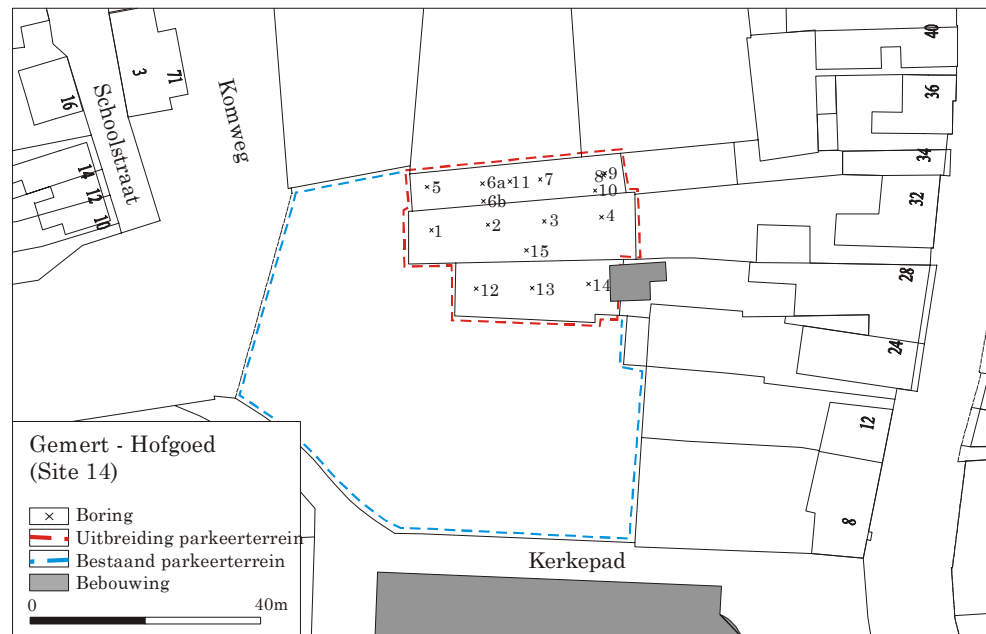 40
3
71
36
16
Schoolstraat
Komweg
34
14
12
10
5
6a
11
7
8
9
10
6b
32
1
2
3
4
15
28
12
13
14
24
12
8
Gemert - Hofgoed
(Site 14)
Boring
Uitbreiding parkeerterrein
Bestaand parkeerterrein
Bebouwing
0
40m
Kerkepad